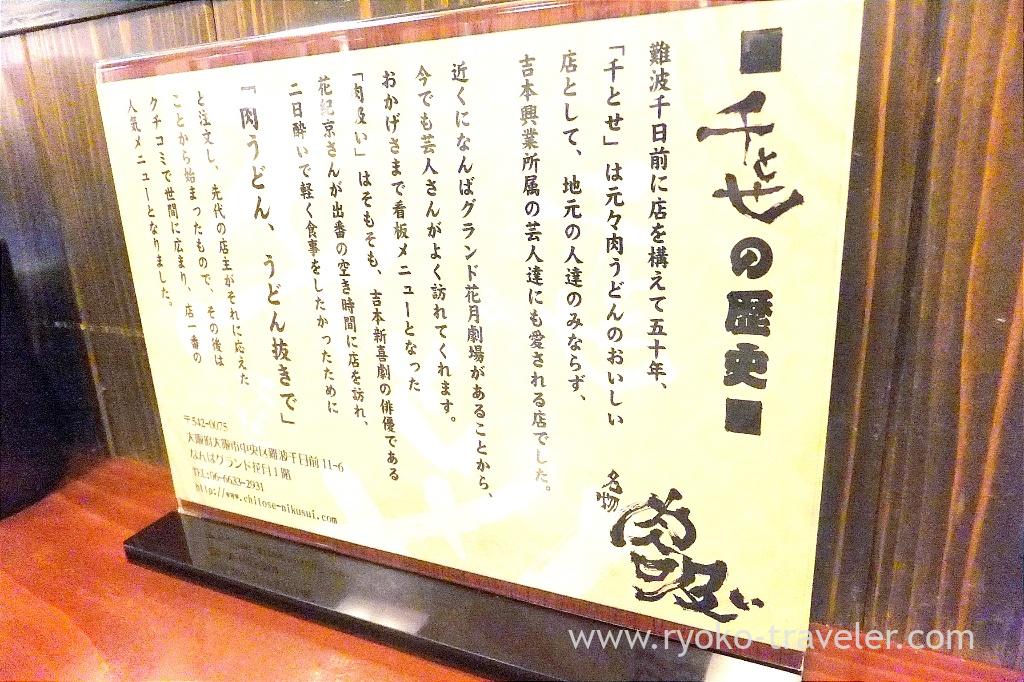 ■千とせの歴史■
難波千日前に店を構えて五十年、
「千とせ」は元々肉うどんのおいしい
店として、地元の人達のみならず、
吉本興業所属の芸人達にも愛される店でした。
近くになんばグランド花月劇場があることから、
今でも芸人さんがよく訪れてくれます。
おかげさまで看板メニューとなった
「肉吸い」はそもそも、吉本新喜劇の俳優である
花紀京さんが出番の空き時間に店を訪れ、
二日酔いで軽く食事をしたかったために
「肉うどん、うどん抜きで」
と注文し、先代の店主がそれに応えた
ことから始まったもので、その後は
クチコミで世間に広まり、店一番の
人気メニューとなりました。
名物
肉吸い
〒542-0075
大阪府大阪市中央区難波千日前 11-6
なんばグランド花月1階
TEL:06-6633-2931
http://www.chitose-nikusui.com
www.ryoko-traveler.com